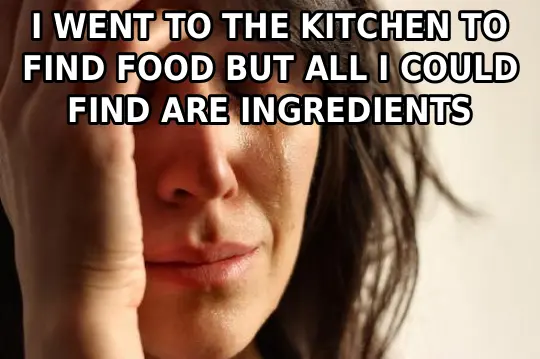 I WENT TO THE KITCHEN TO
FIND FOOD BUT ALL I COULD
FIND ARE INGREDIENTS